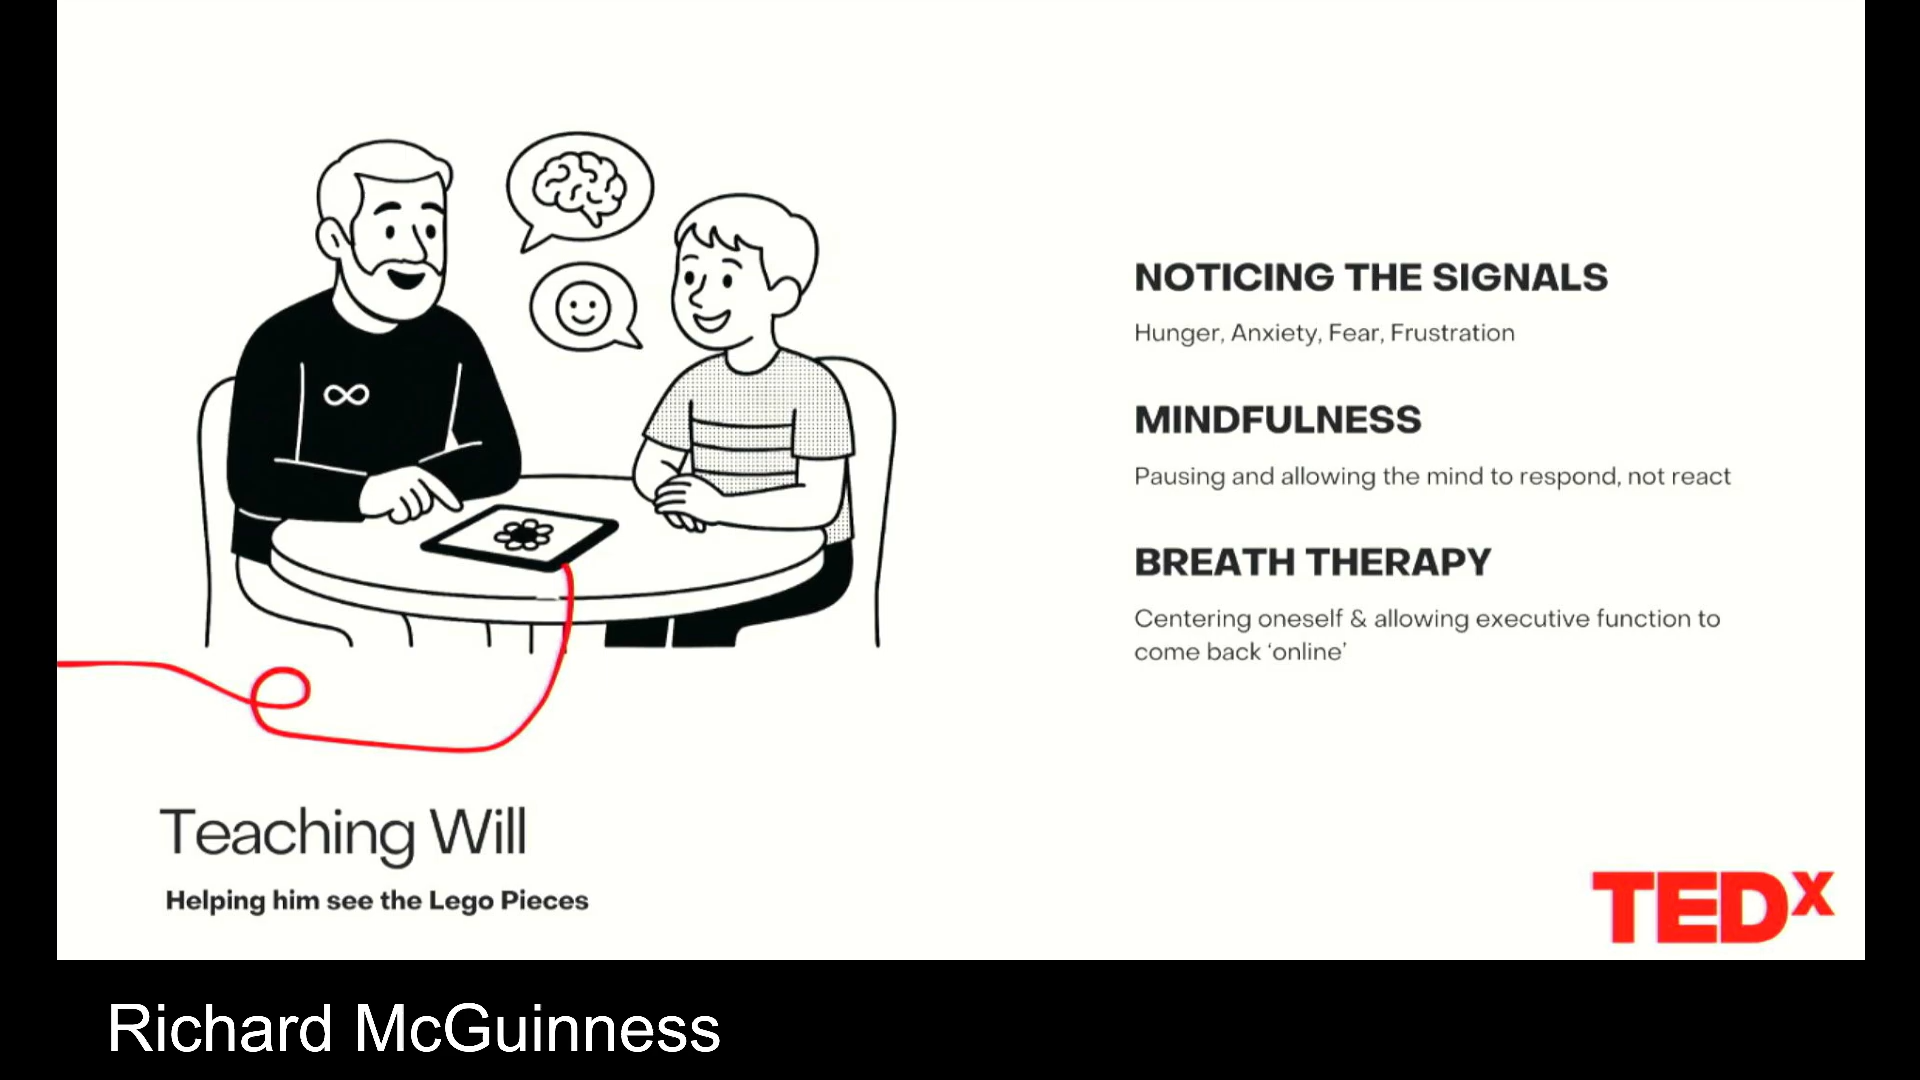 NOTICING THE SIGNALS
Hunger, Anxiety, Fear, Frustration
MINDFULNESS
Pausing and allowing the mind to respond, not react
BREATH THERAPY
Centering oneself & allowing executive function to
come back ‘online’
Teaching Will
Helping him see the Lego Pieces
TEDx
Richard McGuinness